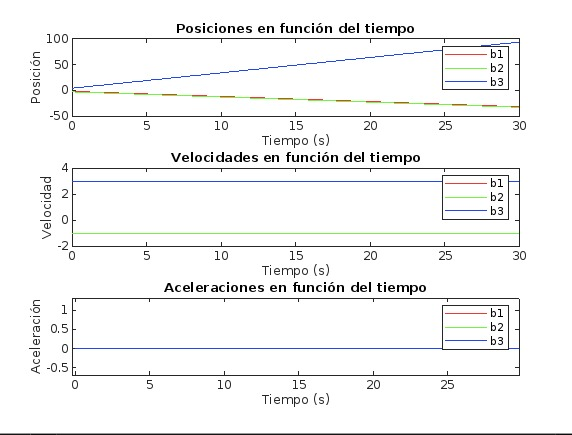 Posiciones en función del tiempo
100
50
0
-50
Posición
b1
b2
b3
0 5 10 15 20 25 30
Tiempo (s)
Velocidades en función del tiempo
4
2
0
-2
Velocidad
b1
b2
b3
0 5 10 15 20 25 30
Tiempo (s)
Aceleraciones en función del tiempo
1
0.5
0
-0.5
Aceleración
b1
b2
b3
0 5 10 15 20 25
Tiempo (s)